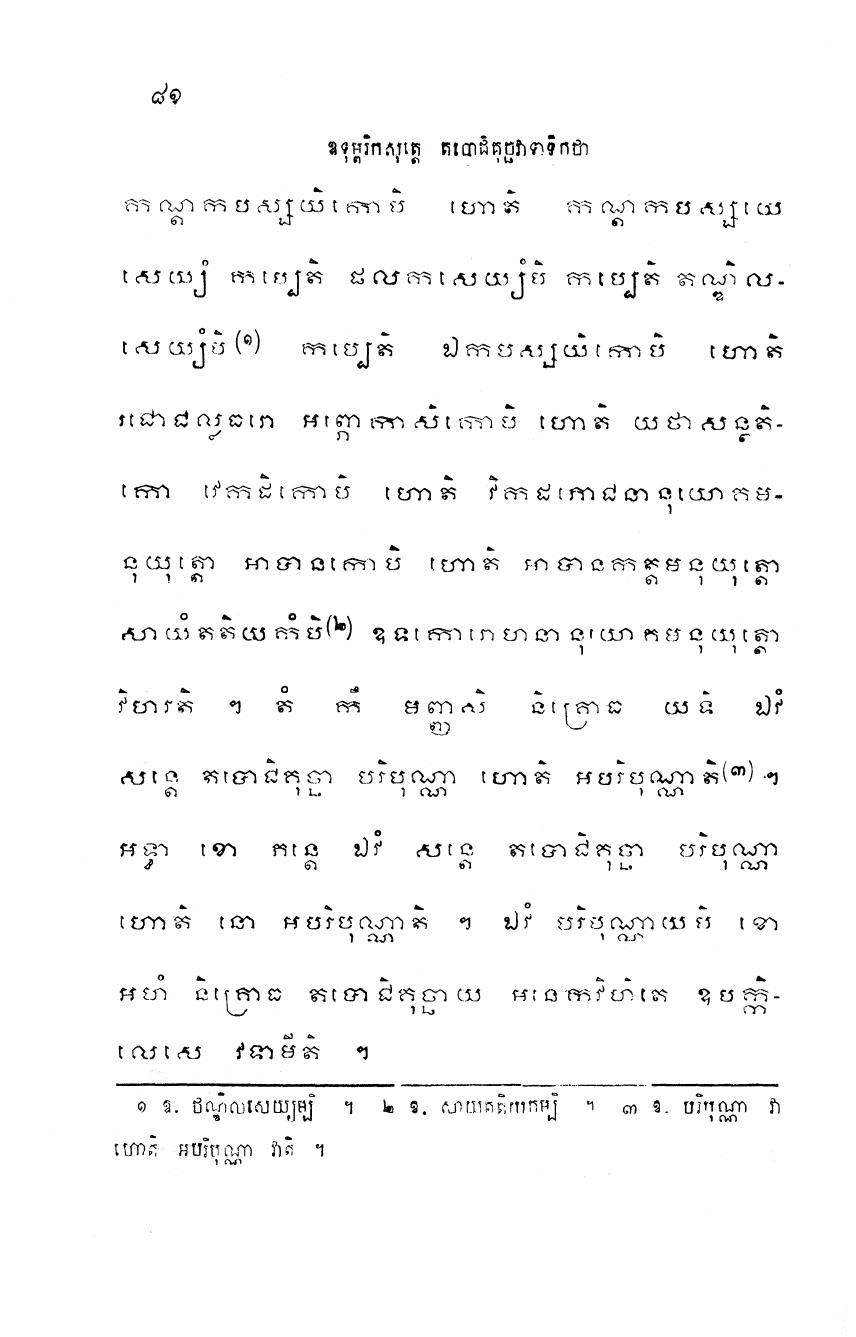 ៨១
ឧទុម្ពរិកសុត្តេ តបោជិគុច្ឆវាទាទិកថា
កណ្ដកបស្សយិកោបិ ហោតិ កណ្ដកបស្សយេ
សេយ្យំ កប្បេតិ ផលកសេយ្យំបិ កប្បេតិ តណ្ឌិល-
សេយ្យំបិ(១) កប្បេតិ ឯកបស្សយិកោបិ ហោតិ
រជោជល្លធរោ អព្ភោកាសិកោបិ ហោតិ យថាសន្ថតិ-
កោ វេកដិកោបិ ហោតិ វិកដភោជនានុយោគម-
នុយុត្តោ អាបានកោបិ ហោតិ អាបានកត្តមនុយុត្តោ
សាយំតតិយកំបិ(២) ឧទកោរោហនានុយោគមនុយុត្តោ
វិហរតិ ។ តំ កឹ មញ្ញសិ និគ្រោធ យទិ ឯវំ
សន្តេ តបោជិគុច្ឆា បរិបុណ្ណា ហោតិ អបរិបុណ្ណាតិ(៣) ។
អទ្ធា ខោ ភន្តេ ឯវំ សន្តេ តបោជិគុច្ឆា បរិបុណ្ណា
ហោតិ នោ អបរិបុណ្ណាតិ ។ ឯវំ បរិបុណ្ណាយបិ ខោ
អហំ និគ្រោធ តបោជិគុច្ឆាយ អនេកវិហិតេ ឧបក្កិ-
លេសេ វទាមីតិ ។
១ ឱ. ថណ្ឌិលសេយ្យម្បិ ។ ២ ឱ. សាយតតិយកម្បិ ។ ៣ ឱ. បរិបុណ្ណា វា
ហោតិ អបរិបុណ្ណា វាតិ ។